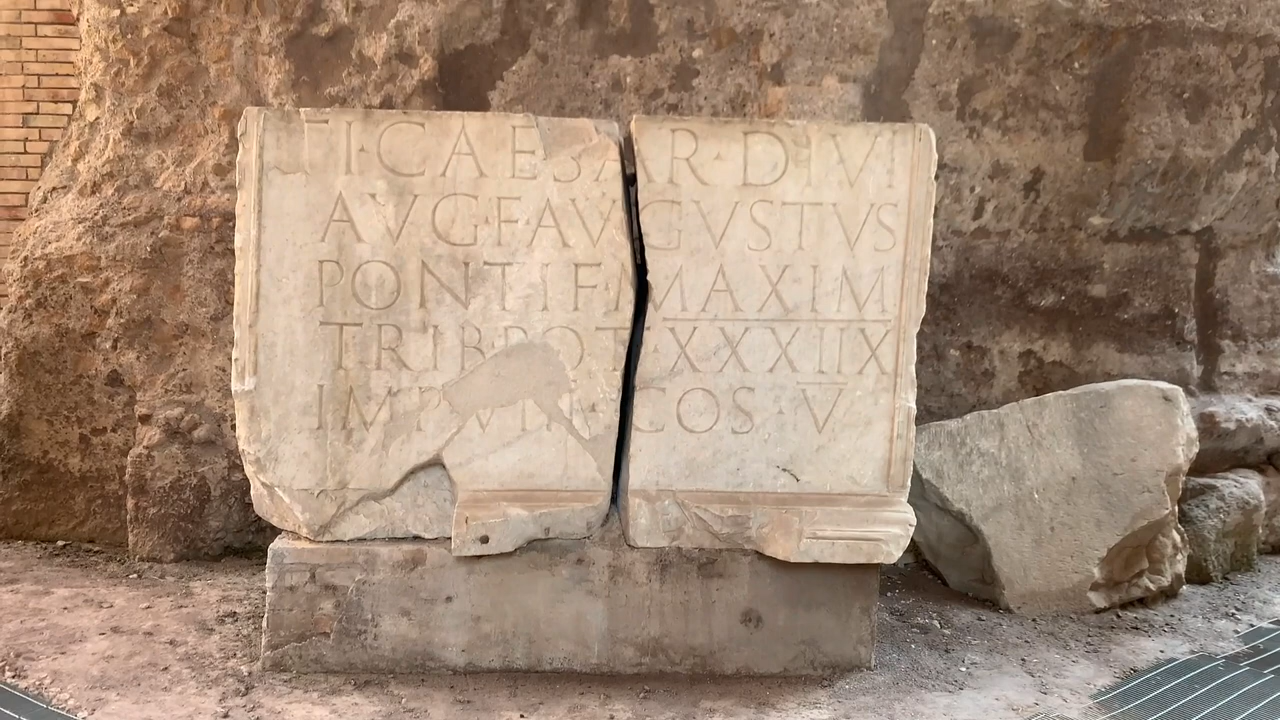 TI·CAESAR·DIVI
AVG·F·AVGVSTVS
PONTIF·MAXIM
TRIB·POT·XXXIIX
IMP·VIII·COS·V